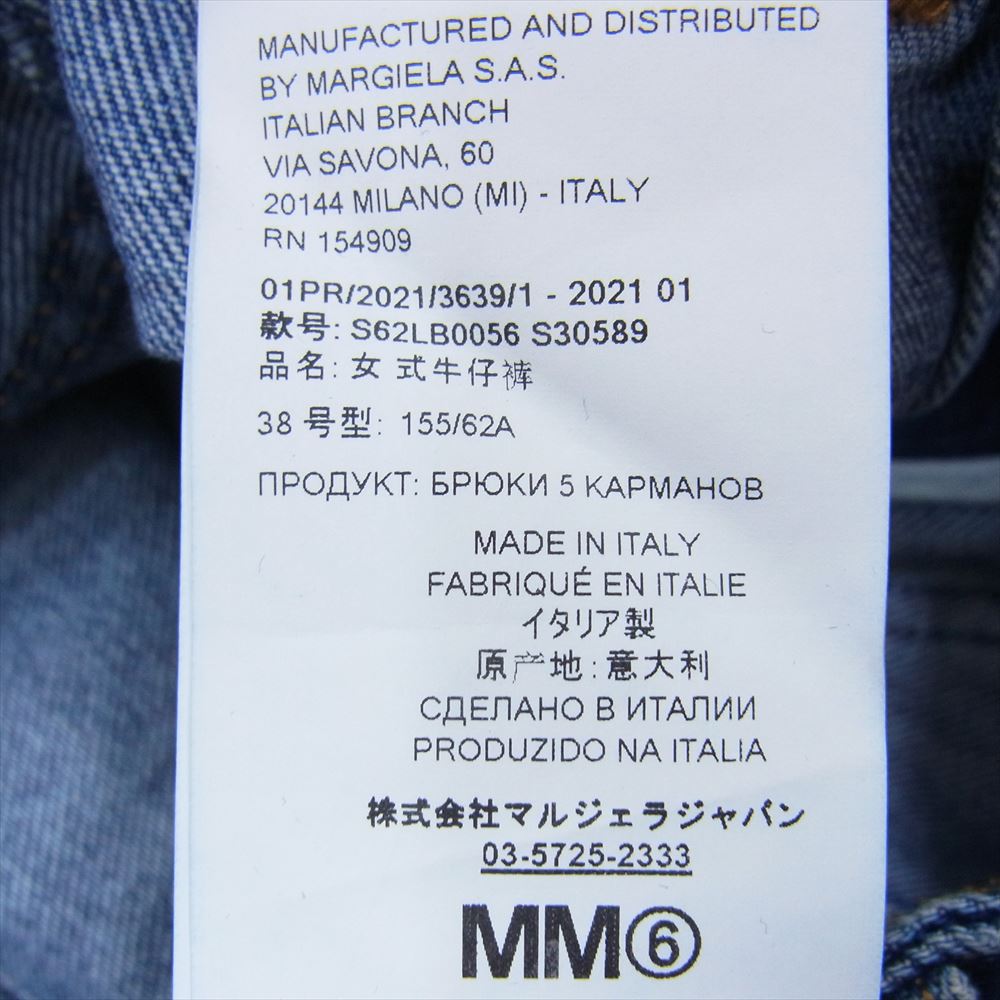 MANUFACTURED AND DISTRIBUTED
BY MARGIELA S.A.S.
ITALIAN BRANCH
VIA SAVONA, 60
20144 MILANO (MI) - ITALY
RN 154909
01PR/2021/3639/1 - 2021 01
款号: S62LB0056 S30589
品名: 女 式牛仔裤
38 号型: 155/62A
ПРОДУКТ: БРЮКИ 5 КАРМАНОВ
MADE IN ITALY
FABRIQUÉ EN ITALIE
イタリア製
原产地:意大利
СДЕЛАНО В ИТАЛИИ
PRODUZIDO NA ITALIA
株式会社マルジェラジャパン
03-5725-2333
MM⑥